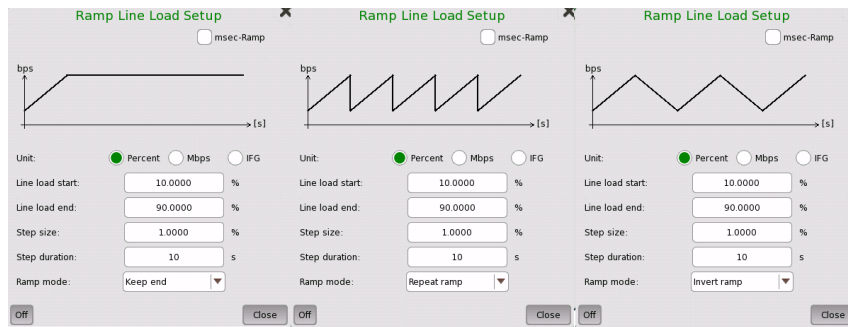 Ramp Line Load Setup
msec-Ramp
bps
[s]
Unit: Percent Mbps IFG
Line load start: 10.0000 %
Line load end: 90.0000 %
Step size: 1.0000 %
Step duration: 10 s
Ramp mode: Keep end
Off Close
Ramp Line Load Setup
msec-Ramp
bps
[s]
Unit: Percent Mbps IFG
Line load start: 10.0000 %
Line load end: 90.0000 %
Step size: 1.0000 %
Step duration: 10 s
Ramp mode: Repeat ramp
Off Close
Ramp Line Load Setup
msec-Ramp
bps
[s]
Unit: Percent Mbps IFG
Line load start: 10.0000 %
Line load end: 90.0000 %
Step size: 1.0000 %
Step duration: 10 s
Ramp mode: Invert ramp
Off Close